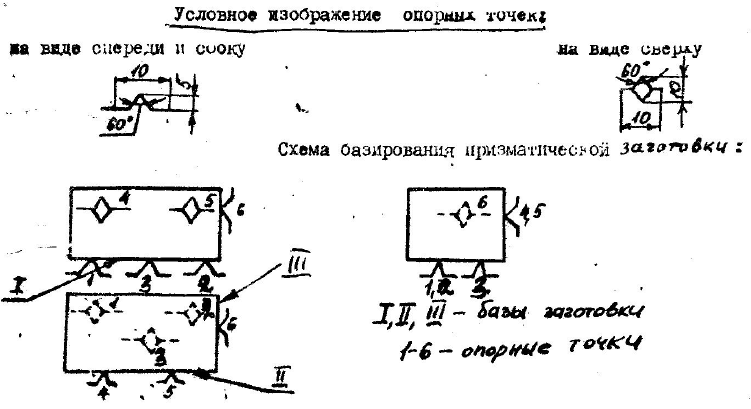 Условное изображение опорных точек:
на виде спереди и сбоку
на виде сверху
10
5
60°
60°
10
10
Схема базирования призматической заготовки:
4
5
6
6
4,5
I
1
3
2
III
1,2
3
1
2
6
3
I, II, III – базы заготовки
1-6 – опорные точки
4
5
II